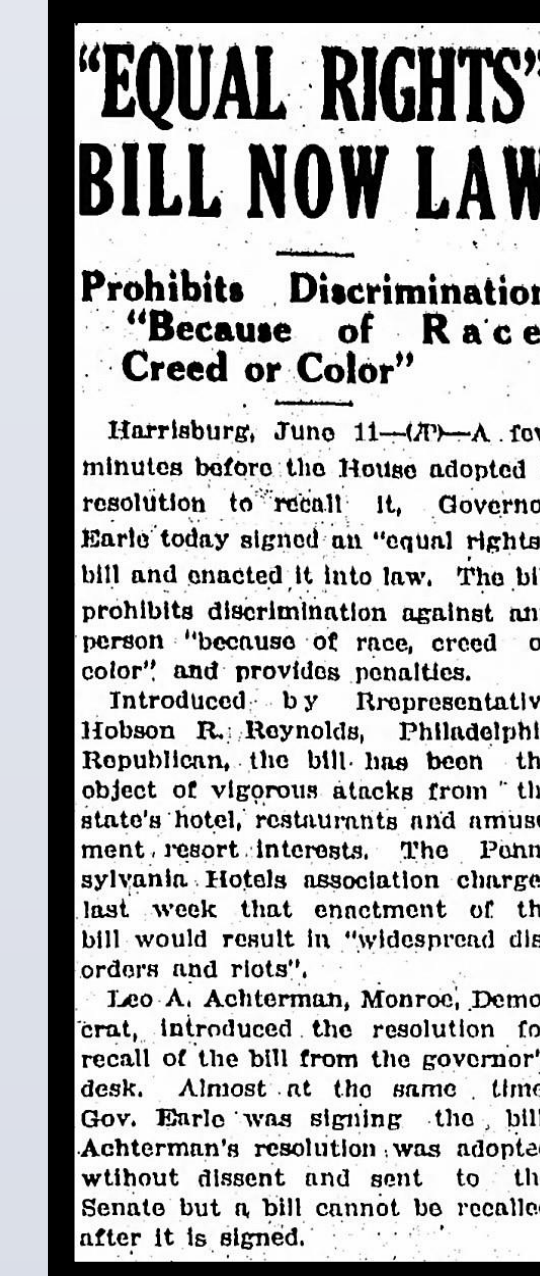 "EQUAL RIGHTS"
BILL NOW LAW
Prohibits Discrimination
"Because of Race
Creed or Color"
Harrisburg, June 11—(AP)—A few
minutes before the House adopted
resolution to recall it, Governo
Earle today signed an "equal rights
bill and enacted it into law. The bil
prohibits discrimination against an
person "because of race, creed o
color" and provides penalties.
Introduced by Rrepresentativ
Hobson R. Reynolds, Philadelphi
Republican, the bill has been th
object of vigorous atacks from th
state's hotel, restaurants and amuse
ment resort interests. The Penn
sylvania Hotels association charge
last week that enactment of th
bill would result in "widespread dis
orders and riots".
Leo A. Achterman, Monroe, Demo
crat, introduced the resolution fo
recall of the bill from the governor'
desk. Almost at the same time
Gov. Earle was signing the bill
Achterman's resolution was adopte
wtihout dissent and sent to th
Senate but a bill cannot be recalle
after it is signed.